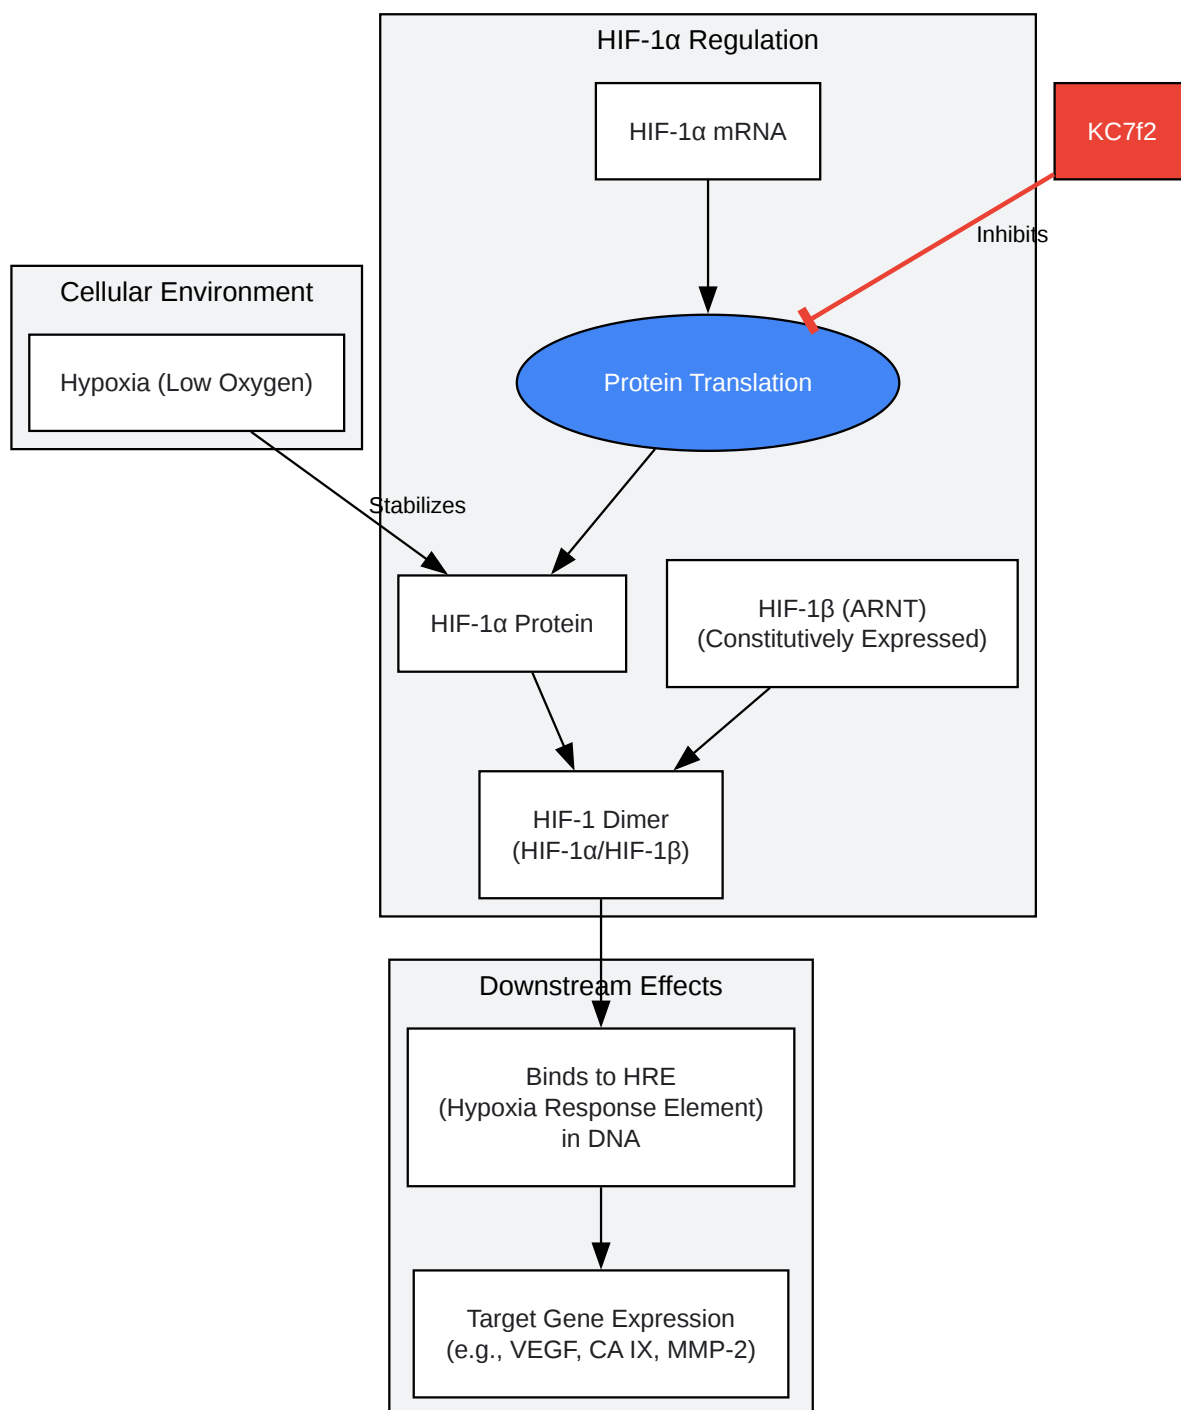 HIF-1α Regulation
HIF-1α mRNA
KC7f2
Inhibits
Cellular Environment
Hypoxia (Low Oxygen)
Protein Translation
Stabilizes
HIF-1α Protein
HIF-1β (ARNT)
(Constitutively Expressed)
HIF-1 Dimer
(HIF-1α/HIF-1β)
Downstream Effects
Binds to HRE
(Hypoxia Response Element)
in DNA
Target Gene Expression
(e.g., VEGF, CA IX, MMP-2)